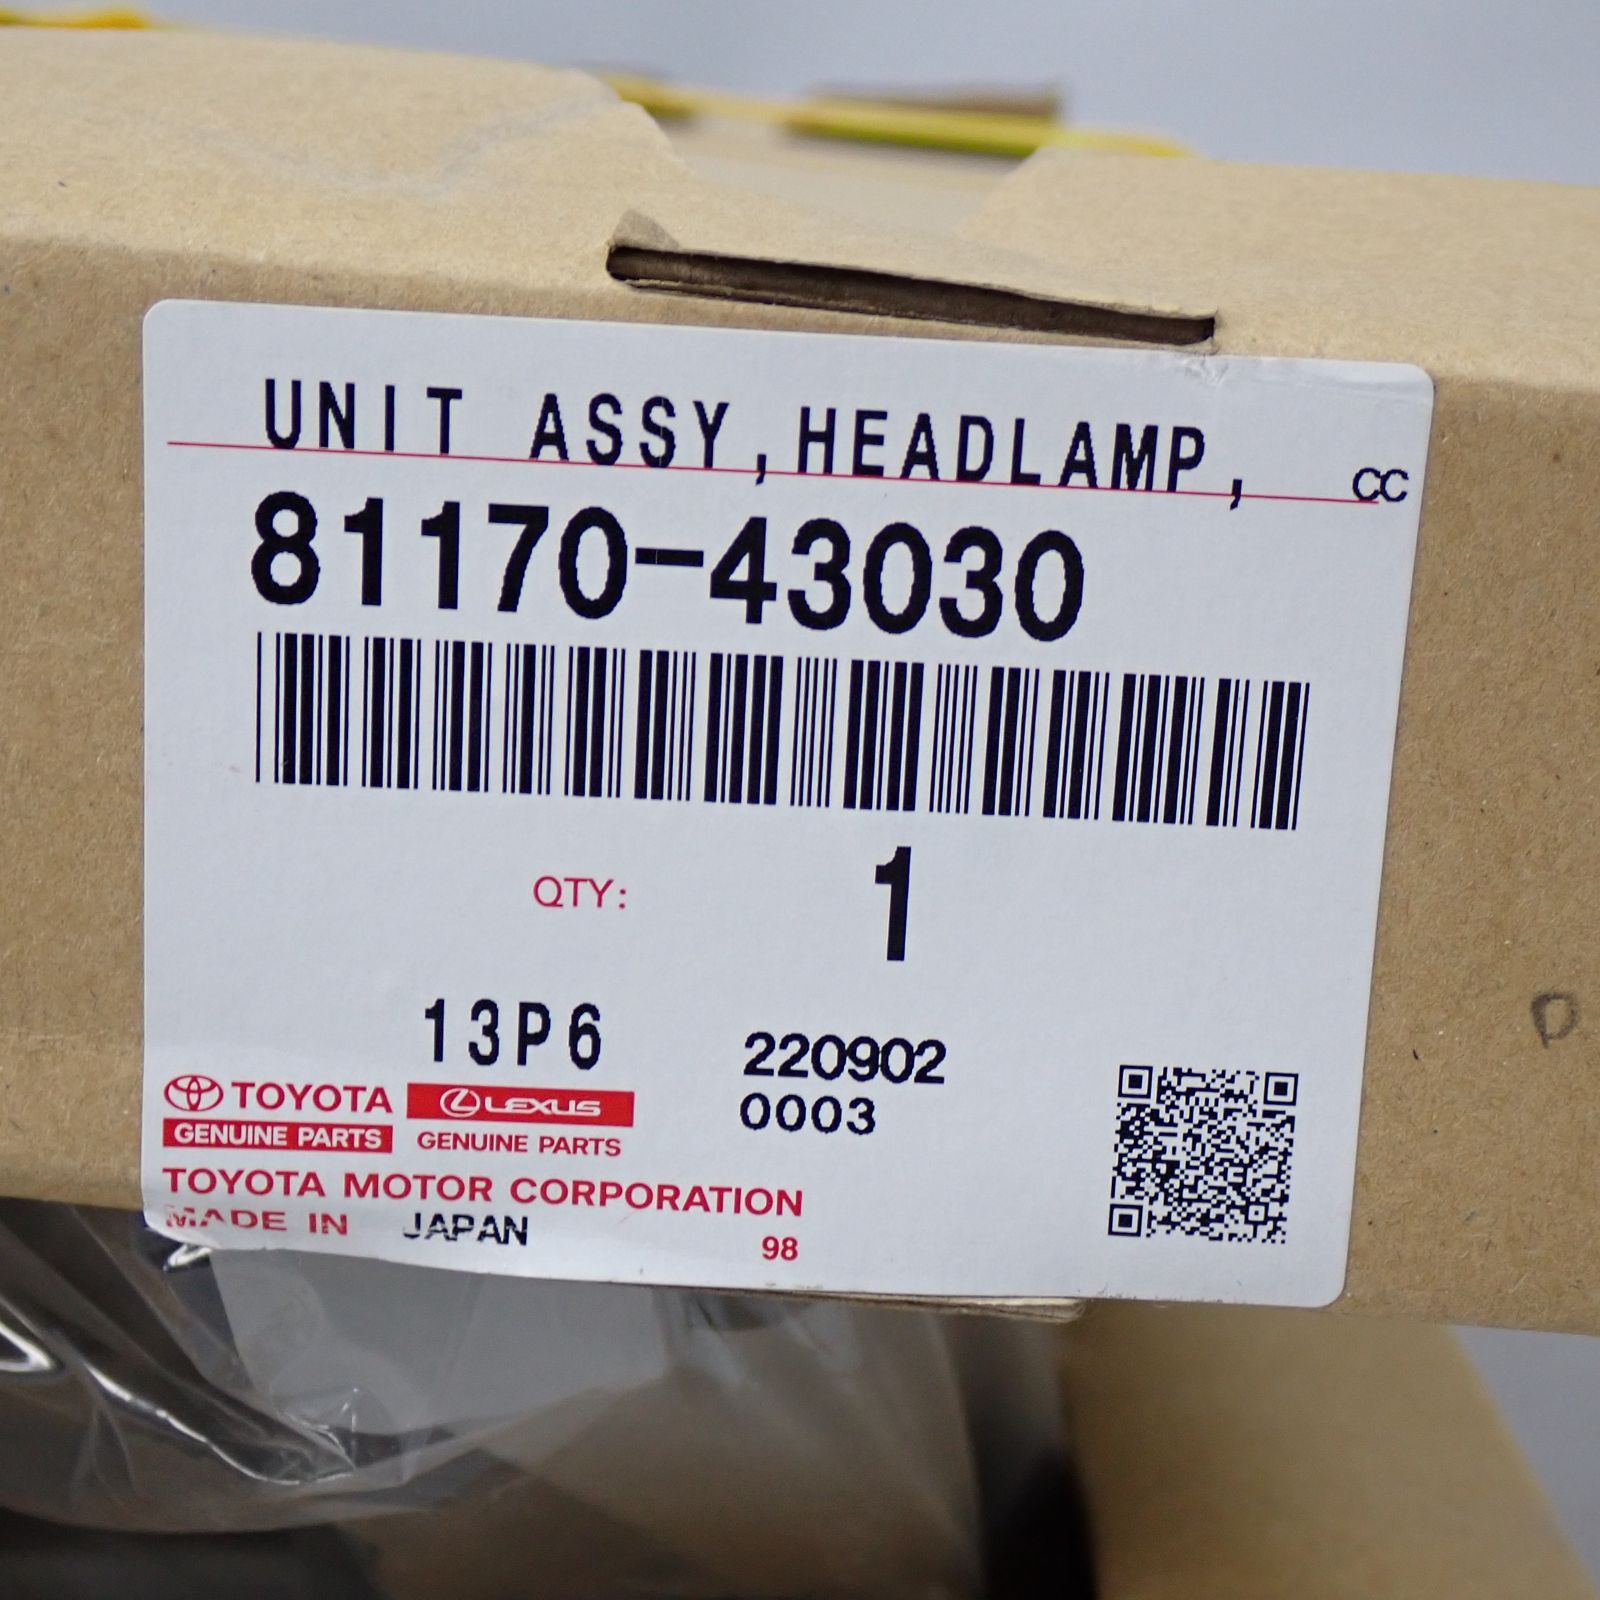 UNIT ASSY,HEADLAMP,
CC
81170-43030
QTY: 1
13P6
220902
0003
TOYOTA
GENUINE PARTS
LEXUS
GENUINE PARTS
TOYOTA MOTOR CORPORATION
MADE IN JAPAN
98
P